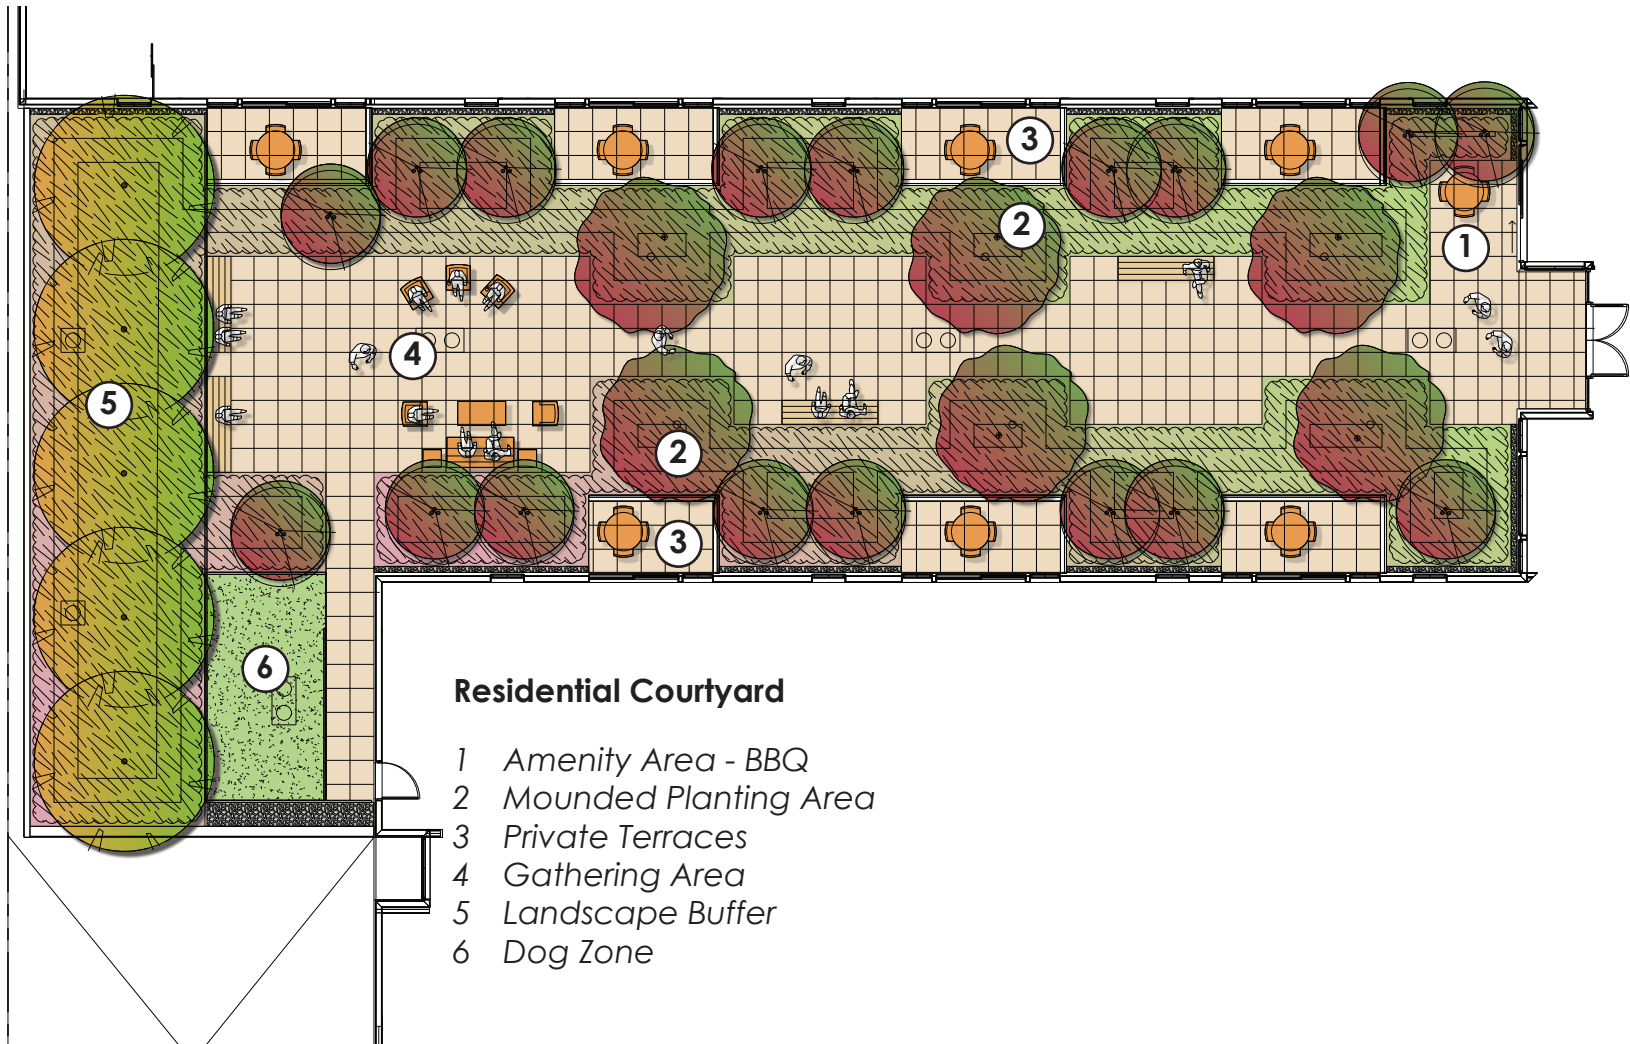 3
2
1
4
5
2
3
6
Residential Courtyard
1 Amenity Area - BBQ
2 Mounded Planting Area
3 Private Terraces
4 Gathering Area
5 Landscape Buffer
6 Dog Zone